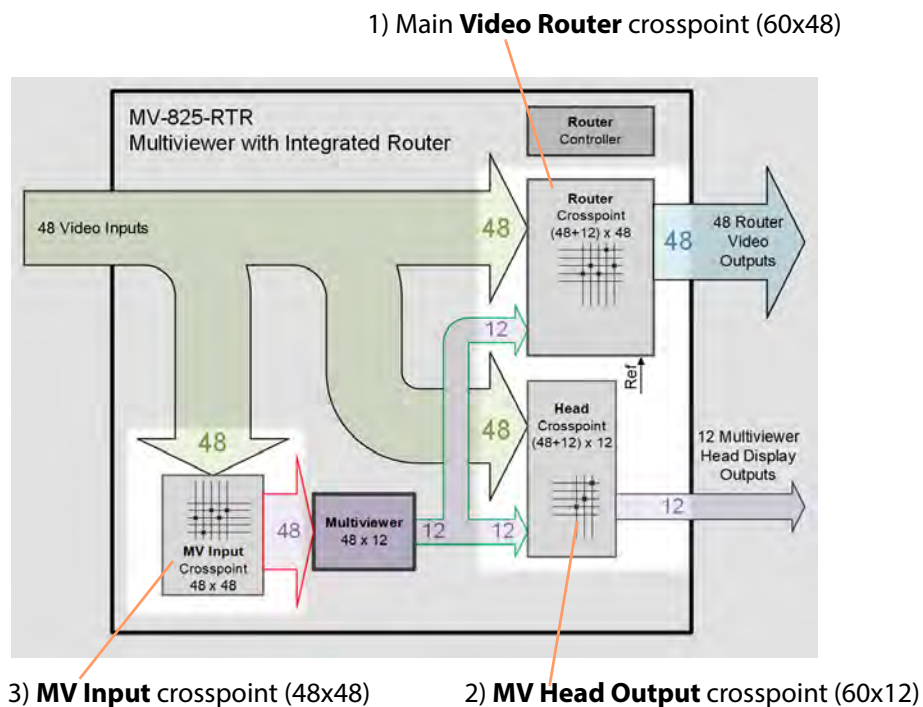 1) Main Video Router crosspoint (60x48)
MV-825-RTR
Multiviewer with Integrated Router
Router
Controller
48 Video Inputs
48
Router
Crosspoint
(48+12) x 48
48
48 Router
Video
Outputs
12
Ref
48
Head
Crosspoint
(48+12) x 12
12 Multiviewer
Head Display
Outputs
48
MV Input
Crosspoint
48 x 48
48
Multiviewer
48 x 12
12
12
12
3) MV Input crosspoint (48x48)
2) MV Head Output crosspoint (60x12)